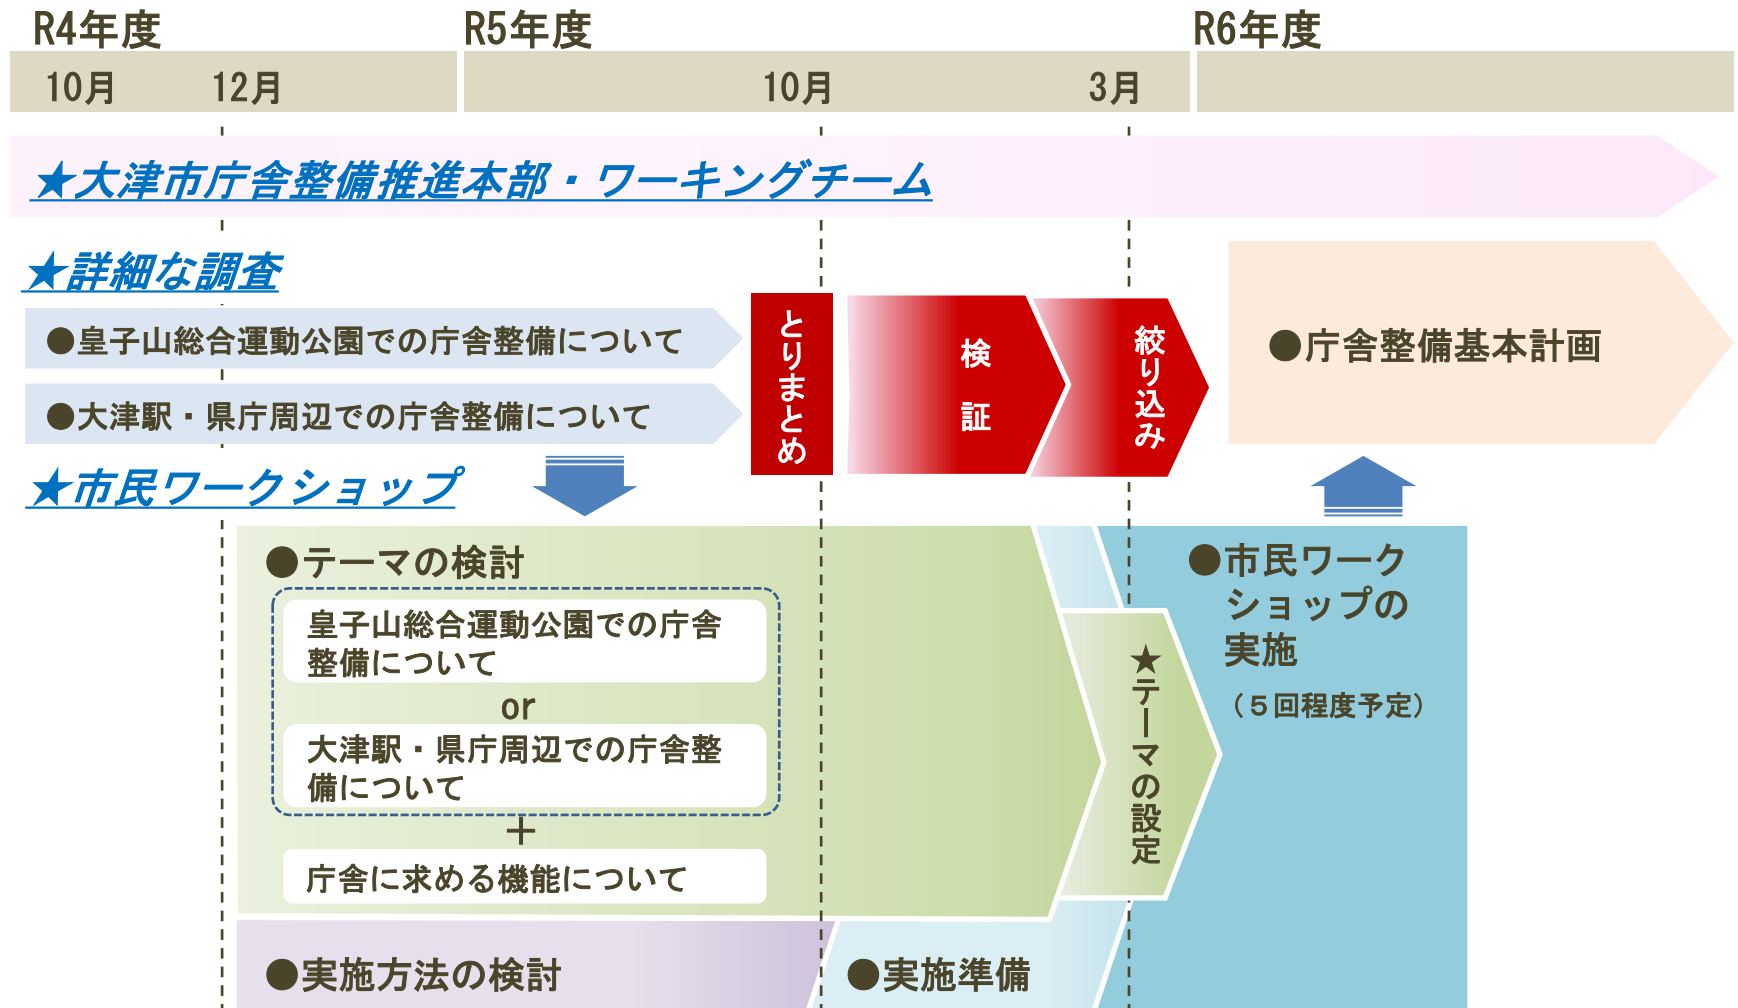 R4年度
R5年度
R6年度
10月
12月
10月
3月
★大津市庁舎整備推進本部・ワーキングチーム
★詳細な調査
●皇子山総合運動公園での庁舎整備について
●大津駅・県庁周辺での庁舎整備について
とりまとめ
検証
絞り込み
●庁舎整備基本計画
★市民ワークショップ
●テーマの検討
皇子山総合運動公園での庁舎
整備について
or
大津駅・県庁周辺での庁舎整
備について
＋
庁舎に求める機能について
★テーマの設定
●市民ワーク
ショップの
実施
（５回程度予定）
●実施方法の検討
●実施準備